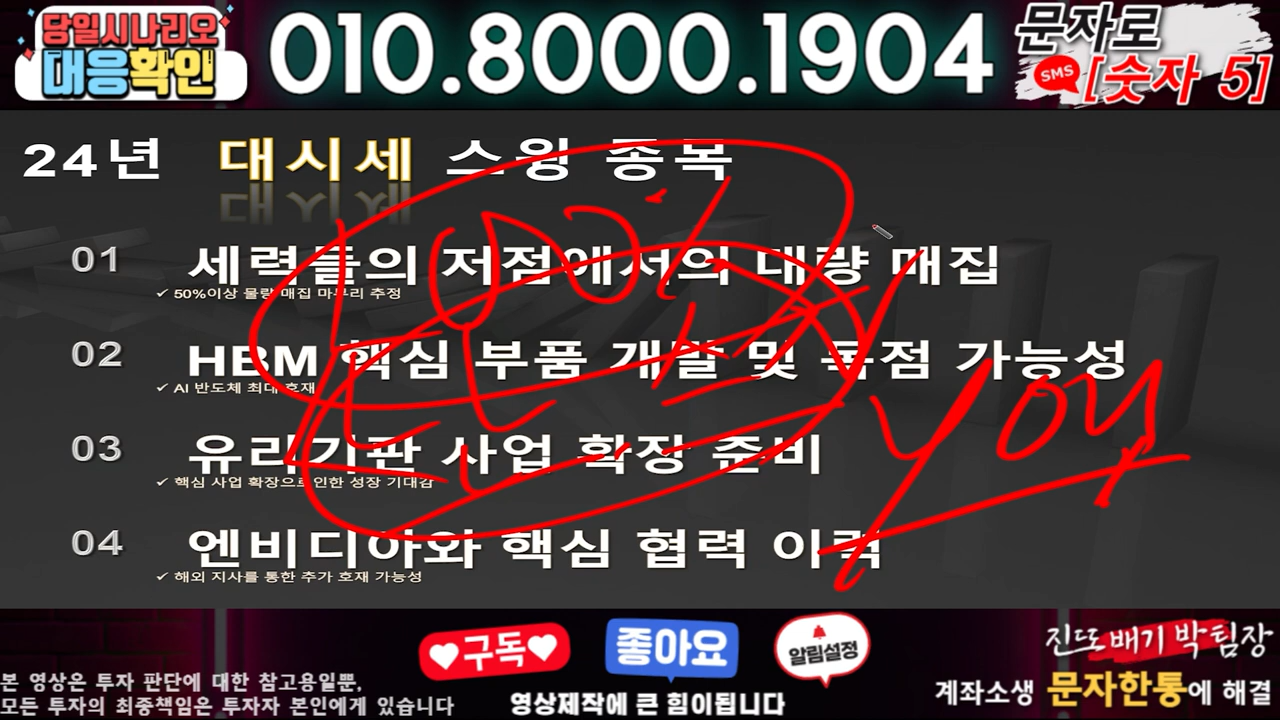 당일시나리오
대응확인
010.8000.1904
문자로
SMS [숫자 5]
24년 대시세 스윙 종목
01 세력들의 저점에서의 대량 매집
✓ 50%이상 물량 매집 마무리 추정
02 HBM 핵심 부품 개발 및 독점 가능성
✓ AI 반도체 최대 호재
03 유리기판 사업 확장 준비
✓ 핵심 사업 확장으로인한 성장 기대감
04 엔비디아와 핵심 협력 이력
✓ 해외 지사를 통한 추가 호재 가능성
구독
좋아요
알림설정
영상제작에 큰 힘이됩니다
본 영상은 투자 판단에 대한 참고용일뿐,
모든 투자의 최종책임은 투자자 본인에게 있습니다
진또배기 박팀장
계좌소생 문자한통에 해결